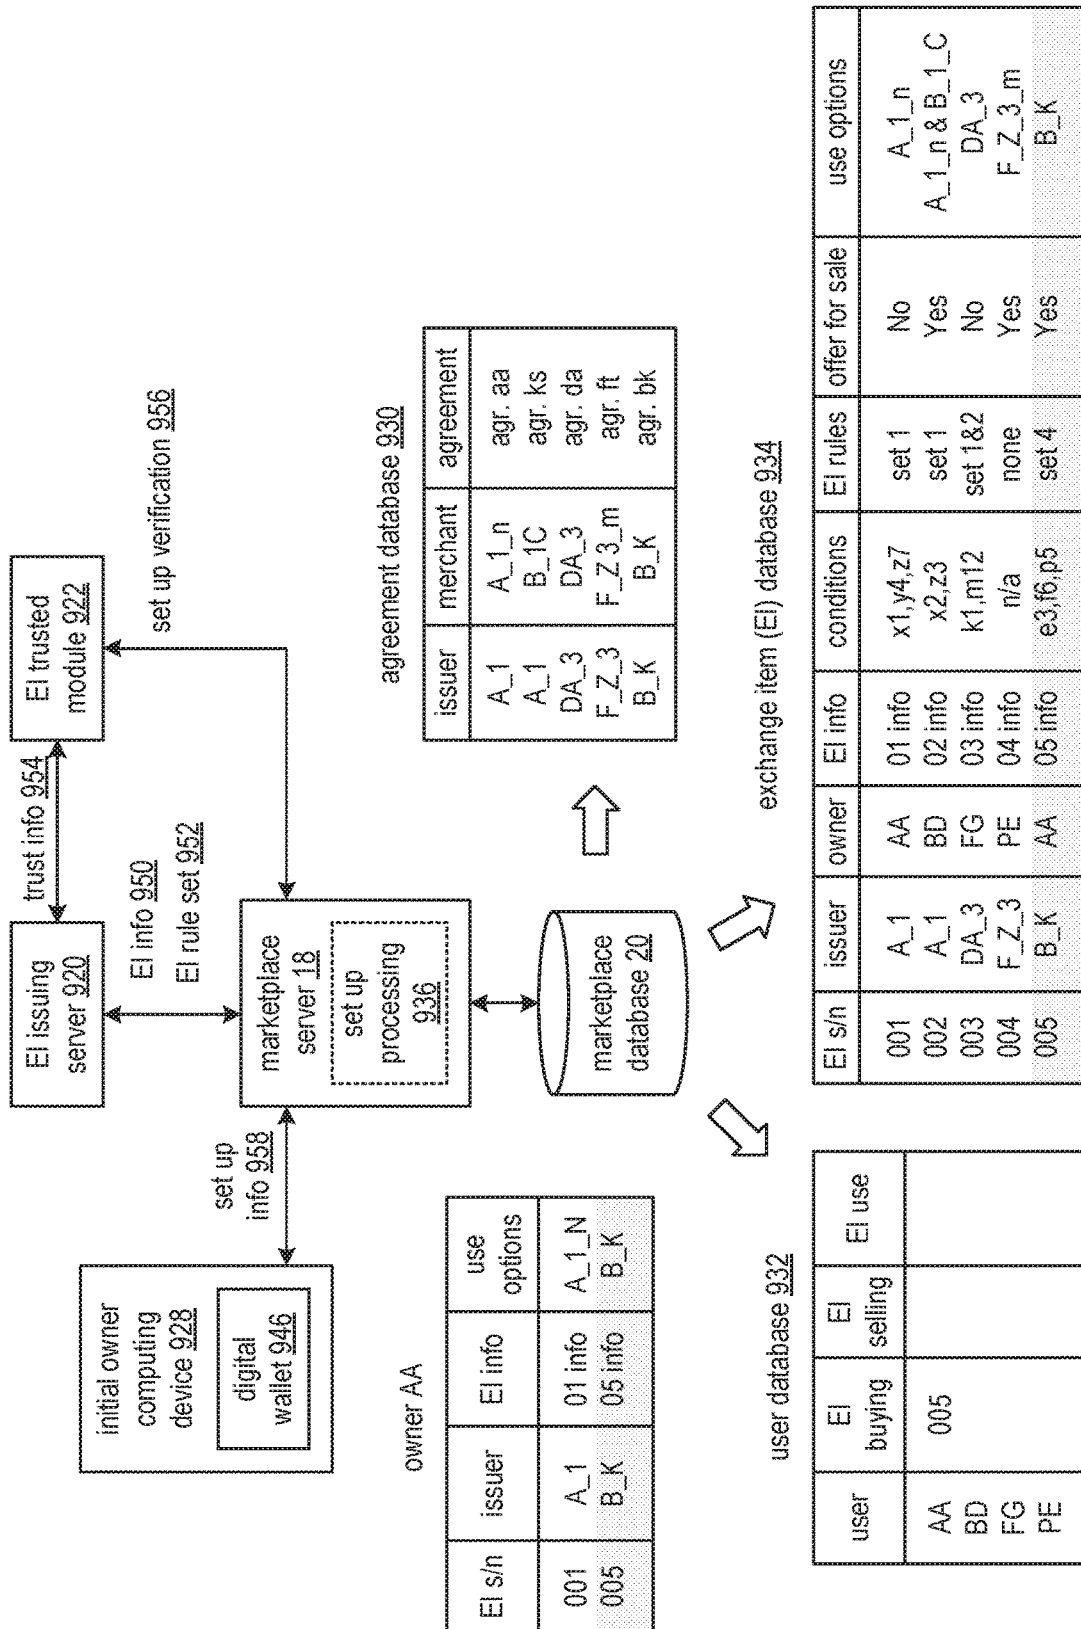 EI issuing
server 920
trust info 954
EI trusted
module 922
EI info 950
EI rule set 952
set up verification 956
initial owner
computing
device 928
digital
wallet 946
set up
info 958
marketplace
server 18
set up
processing
936
marketplace
database 20
agreement database 930
issuer merchant agreement
A_1 A_1_n agr. aa
A_1 B_1C agr. ks
DA_3 DA_3 agr. da
F_Z_3 F_Z 3_m agr. ft
B_K B_K agr. bk
owner AA
EI s/n issuer EI info use options
001 A_1 01 info A_1_N
005 B_K 05 info B_K
user database 932
user EI buying EI selling EI use
AA 005
BD
FG
PE
exchange item (EI) database 934
EI s/n issuer owner EI info conditions EI rules offer for sale use options
001 A_1 AA 01 info x1,y4,z7 set 1 No A_1_n
002 A_1 BD 02 info x2,z3 set 1 Yes A_1_n & B_1_C
003 DA_3 FG 03 info k1,m12 set 1&2 No DA_3
004 F_Z_3 PE 04 info n/a none Yes F_Z_3_m
005 B_K AA 05 info e3,f6,p5 set 4 Yes B_K